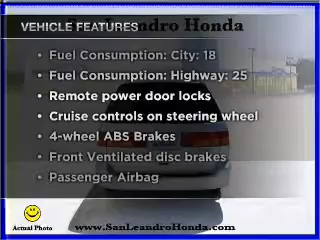 San Leandro Honda
VEHICLE FEATURES
• Fuel Consumption: City: 18
• Fuel Consumption: Highway: 25
• Remote power door locks
• Cruise controls on steering wheel
• 4-wheel ABS Brakes
• Front Ventilated disc brakes
• Passenger Airbag
Actual Photo
www.SanLeandroHonda.com